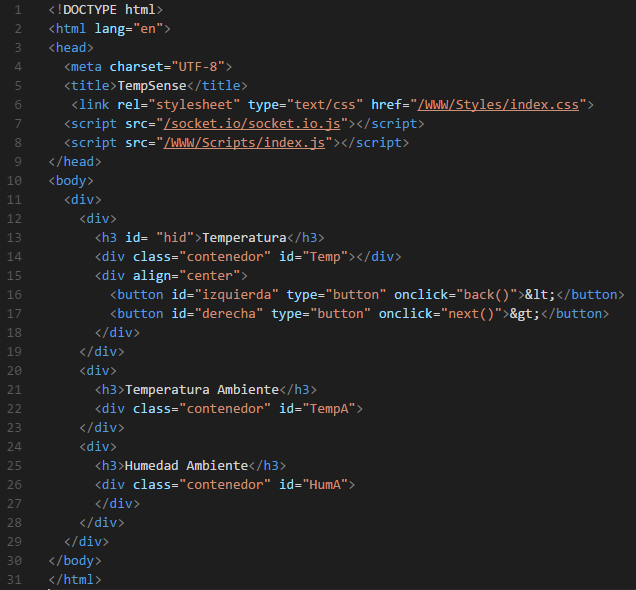 1 <!DOCTYPE html>
2 <html lang="en">
3 <head>
4   <meta charset="UTF-8">
5   <title>TempSense</title>
6    <link rel="stylesheet" type="text/css" href="/WWW/Styles/index.css">
7   <script src="/socket.io/socket.io.js"></script>
8   <script src="/WWW/Scripts/index.js"></script>
9 </head>
10 <body>
11   <div>
12     <div>
13       <h3 id= "hid">Temperatura</h3>
14       <div class="contenedor" id="Temp"></div>
15       <div align="center">
16         <button id="izquierda" type="button" onclick="back()">&lt;</button>
17         <button id="derecha" type="button" onclick="next()">&gt;</button>
18       </div>
19     </div>
20     <div>
21       <h3>Temperatura Ambiente</h3>
22       <div class="contenedor" id="TempA">
23     </div>
24     <div>
25       <h3>Humedad Ambiente</h3>
26       <div class="contenedor" id="HumA">
27       </div>
28     </div>
29   </div>
30 </body>
31 </html>